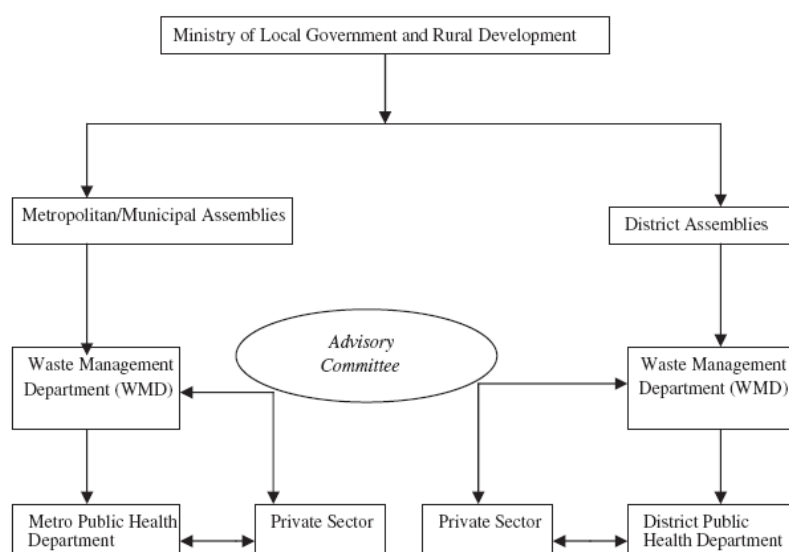 Ministry of Local Government and Rural Development
Metropolitan/Municipal Assemblies
District Assemblies
Advisory
Committee
Waste Management
Department (WMD)
Waste Management
Department (WMD)
Metro Public Health
Department
Private Sector
Private Sector
District Public
Health Department